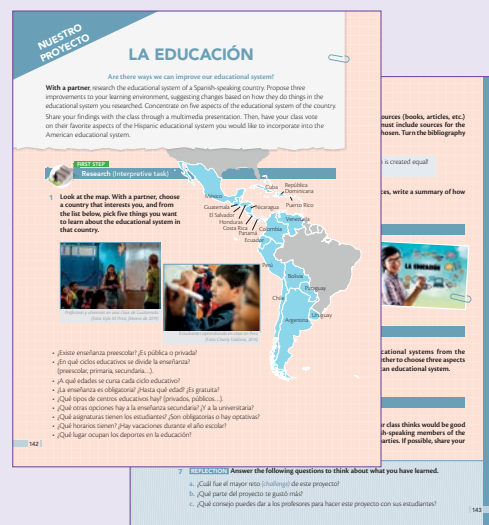 NUESTRO
PROYECTO
LA EDUCACIÓN
Are there ways we can improve our educational system?
With a partner, research the educational system of a Spanish-speaking country. Propose three
improvements to your learning environment, suggesting changes based on how they do things in the
educational system you researched. Concentrate on five aspects of the educational system of the country.
Share your findings with the class through a multimedia presentation. Then, have your class vote
on their favorite aspects of the Hispanic educational system you would like to incorporate into the
American educational system.
FIRST STEP
Research (Interpretive task)
1 Look at the map. With a partner, choose
a country that interests you, and from
the list below, pick five things you want
to learn about the educational system in
that country.
México
Cuba
República
Dominicana
Puerto Rico
Guatemala
Nicaragua
El Salvador
Honduras
Costa Rica
Panamá
Colombia
Venezuela
Ecuador
Perú
Bolivia
Paraguay
Chile
Uruguay
Argentina
• ¿Existe enseñanza preescolar? ¿Es pública o privada?
• ¿En qué ciclos educativos se divide la enseñanza?
(preescolar, primaria, secundaria...).
• ¿A qué edades se cursa cada ciclo educativo?
• ¿La enseñanza es obligatoria? ¿Hasta qué edad? ¿Es gratuita?
• ¿Qué tipos de centros educativos hay? (privados, públicos...).
• ¿Qué otras opciones hay a la enseñanza secundaria? ¿Y a la universitaria?
• ¿Qué asignaturas tienen los estudiantes? ¿Son obligatorias o hay optativas?
• ¿Qué horarios tienen? ¿Hay vacaciones durante el año escolar?
• ¿Qué lugar ocupan los deportes en la educación?
142
ources (books, articles, etc.)
must include sources for the
hosen. Turn the bibliography
is created equal!
ces, write a summary of how
LA EDUCACIÓN
cational systems from the
ther to choose three aspects
an educational system.
r class thinks would be good
sh-speaking members of the
arties. If possible, share your
7 REFLECTION Answer the following questions to think about what you have learned.
a. ¿Cuál fue el mayor reto (challenge) de este proyecto?
b. ¿Qué parte del proyecto te gustó más?
c. ¿Qué consejo puedes dar a los profesores para hacer este proyecto con sus estudiantes?
143